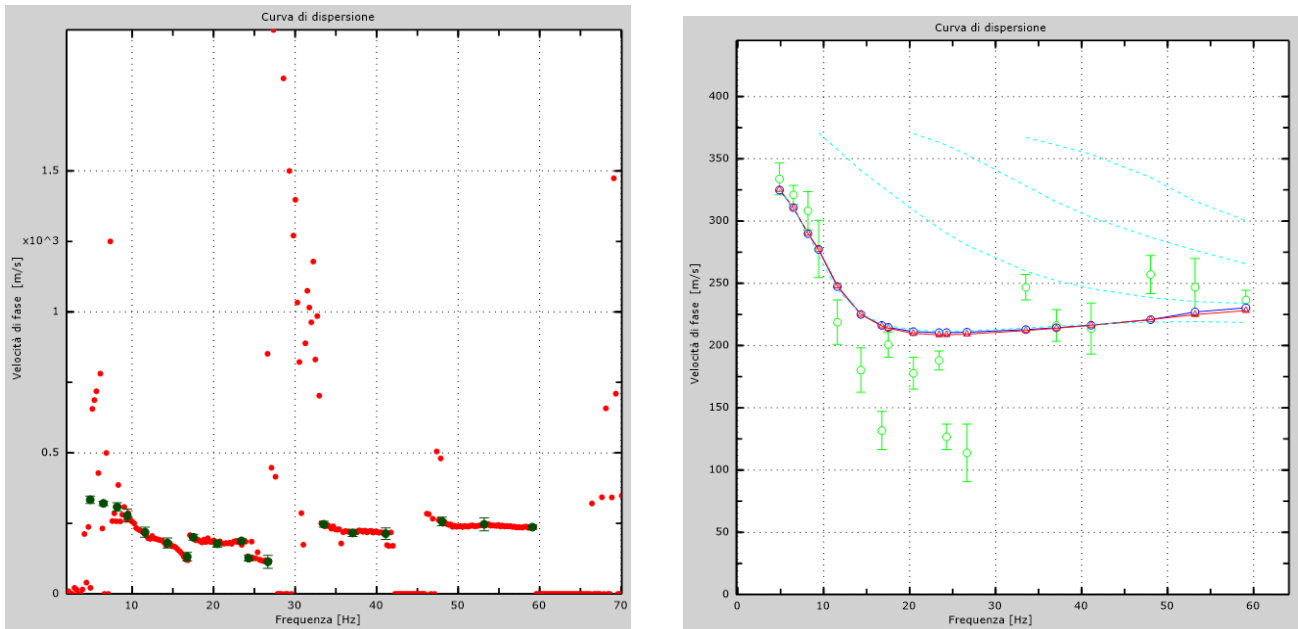 Curva di dispersione
1.5
x10^3
1
0.5
0
Velocità di fase [m/s]
10 20 30 40 50 60 70
Frequenza [Hz]
Curva di dispersione
400
350
300
250
200
150
100
50
0
Velocità di fase [m/s]
0 10 20 30 40 50 60
Frequenza [Hz]